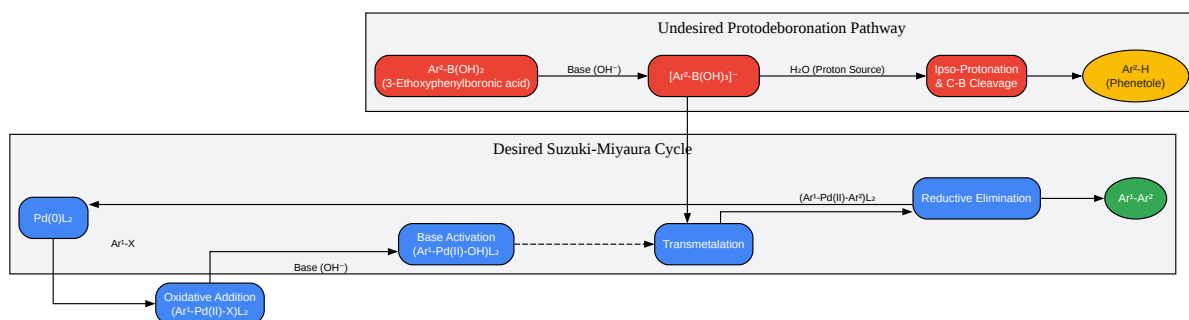 Undesired Protodeboronation Pathway
Ar²-B(OH)₂
(3-Ethoxyphenylboronic acid)
Base (OH⁻)
[Ar²-B(OH)₃]⁻
H₂O (Proton Source)
Ipso-Protonation
& C-B Cleavage
Ar²-H
(Phenetole)
Desired Suzuki-Miyaura Cycle
Pd(0)L₂
Ar¹-X
Oxidative Addition
(Ar¹-Pd(II)-X)L₂
Base (OH⁻)
Base Activation
(Ar¹-Pd(II)-OH)L₂
Transmetalation
(Ar¹-Pd(II)-Ar²)L₂
Reductive Elimination
Ar¹-Ar²